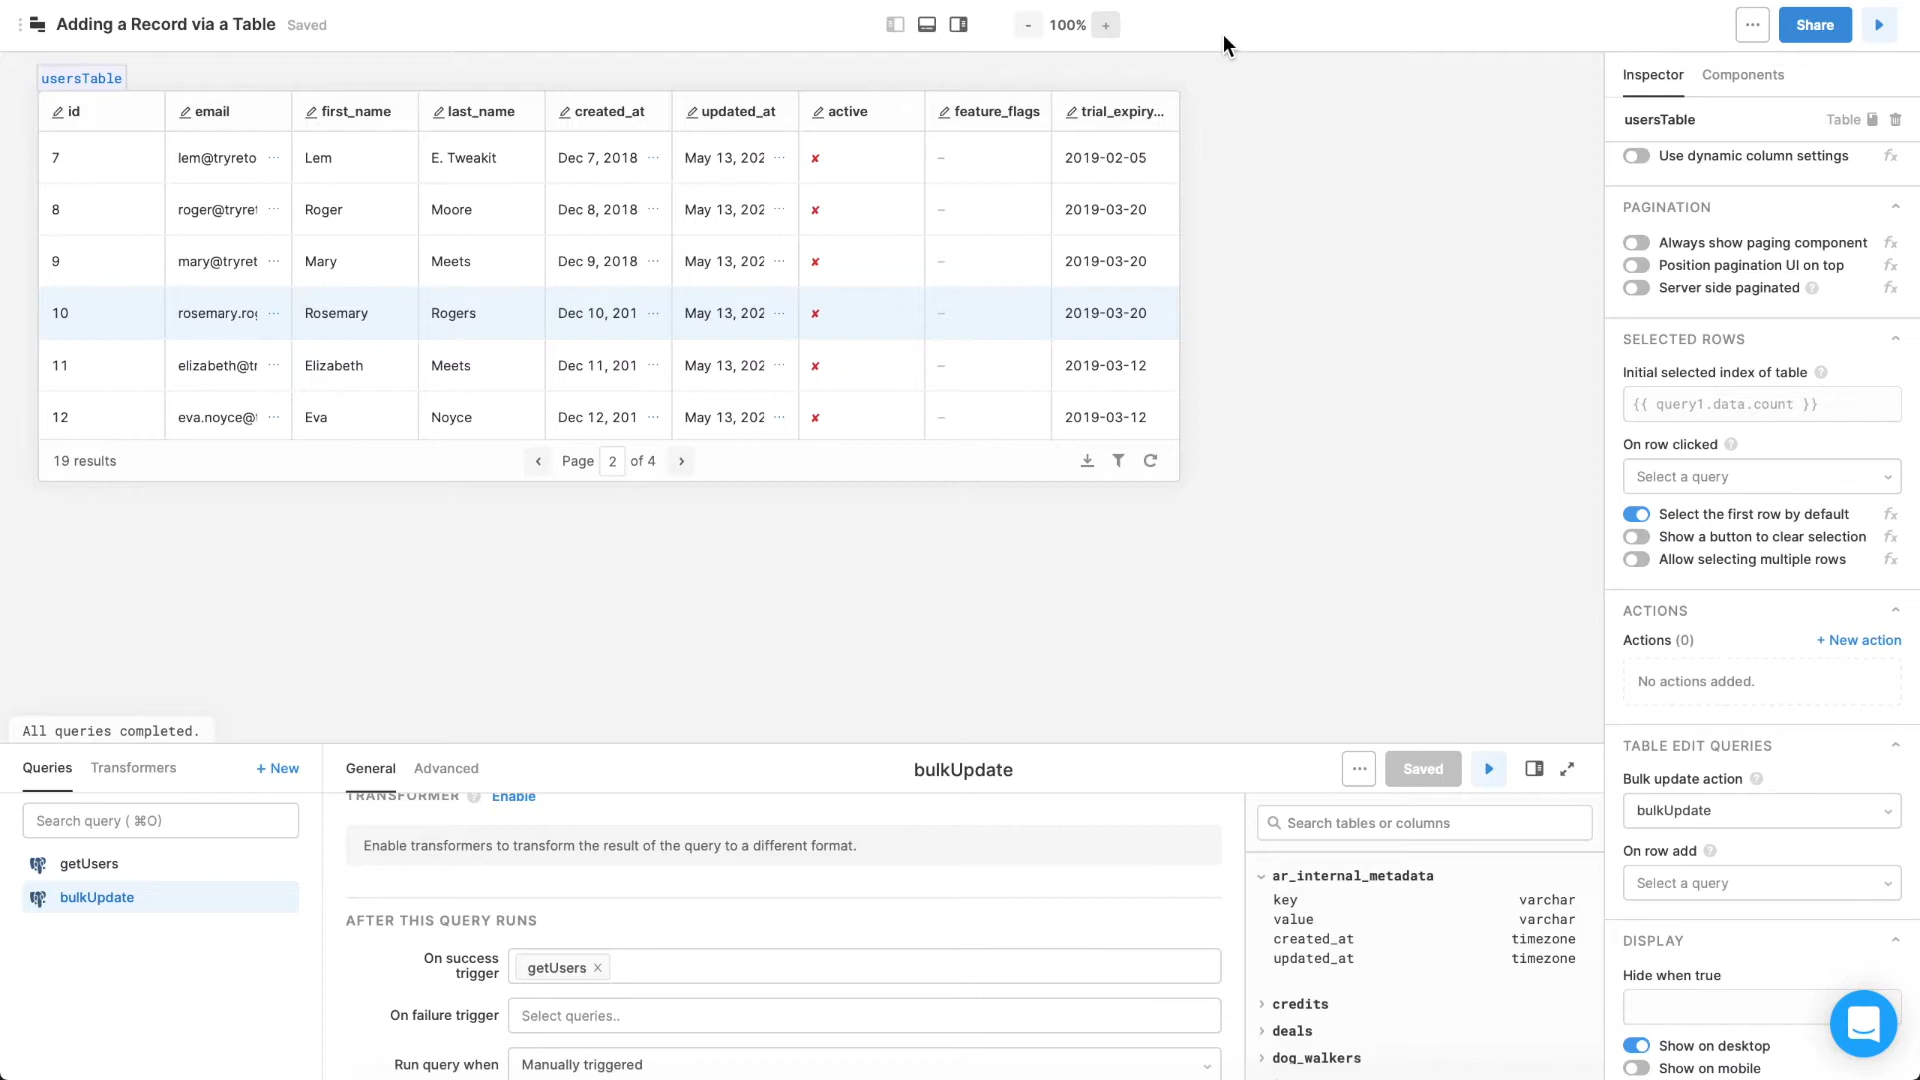 Adding a Record via a Table Saved
- 100% +
Share
usersTable
id email first_name last_name created_at updated_at active feature_flags trial_expiry...
7 lem@tryreto ... Lem E. Tweakit Dec 7, 2018 ... May 13, 202 ... ✘ – 2019-02-05
8 roger@tryret ... Roger Moore Dec 8, 2018 ... May 13, 202 ... ✘ – 2019-03-20
9 mary@tryret ... Mary Meets Dec 9, 2018 ... May 13, 202 ... ✘ – 2019-03-20
10 rosemary.rog ... Rosemary Rogers Dec 10, 201 ... May 13, 202 ... ✘ – 2019-03-20
11 elizabeth@tr ... Elizabeth Meets Dec 11, 201 ... May 13, 202 ... ✘ – 2019-03-12
12 eva.noyce@t ... Eva Noyce Dec 12, 201 ... May 13, 202 ... ✘ – 2019-03-12
19 results Page 2 of 4
All queries completed.
Queries Transformers + New
Search query ( ⌘O)
getUsers
bulkUpdate
General Advanced bulkUpdate Saved
TRANSFORMER ? Enable
Enable transformers to transform the result of the query to a different format.
AFTER THIS QUERY RUNS
On success trigger
getUsers ×
On failure trigger Select queries..
Run query when Manually triggered
Search tables or columns
ar_internal_metadata
key varchar
value varchar
created_at timezone
updated_at timezone
credits
deals
dog_walkers
Inspector Components
usersTable Table
Use dynamic column settings fx
PAGINATION
Always show paging component fx
Position pagination UI on top fx
Server side paginated ? fx
SELECTED ROWS
Initial selected index of table ?
{{ query1.data.count }}
On row clicked ?
Select a query
Select the first row by default fx
Show a button to clear selection fx
Allow selecting multiple rows fx
ACTIONS
Actions (0) + New action
No actions added.
TABLE EDIT QUERIES
Bulk update action ?
bulkUpdate
On row add ?
Select a query
DISPLAY
Hide when true
Show on desktop
Show on mobile